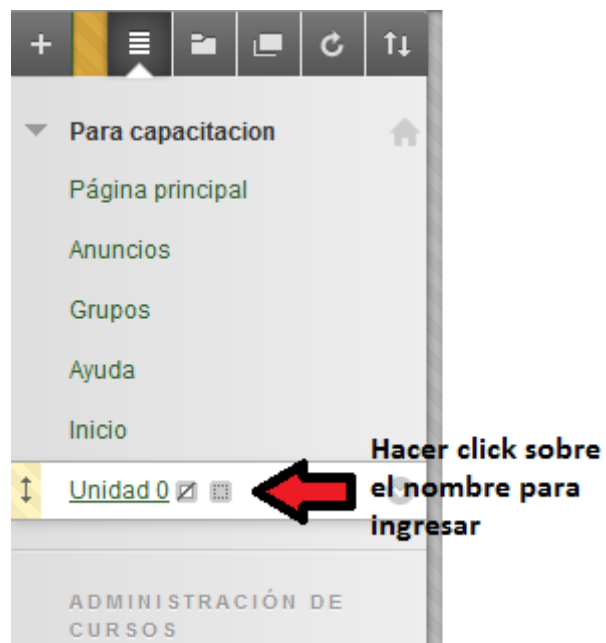 Para capacitacion
Página principal
Anuncios
Grupos
Ayuda
Inicio
Unidad 0
Hacer click sobre
el nombre para
ingresar
ADMINISTRACIÓN DE
CURSOS